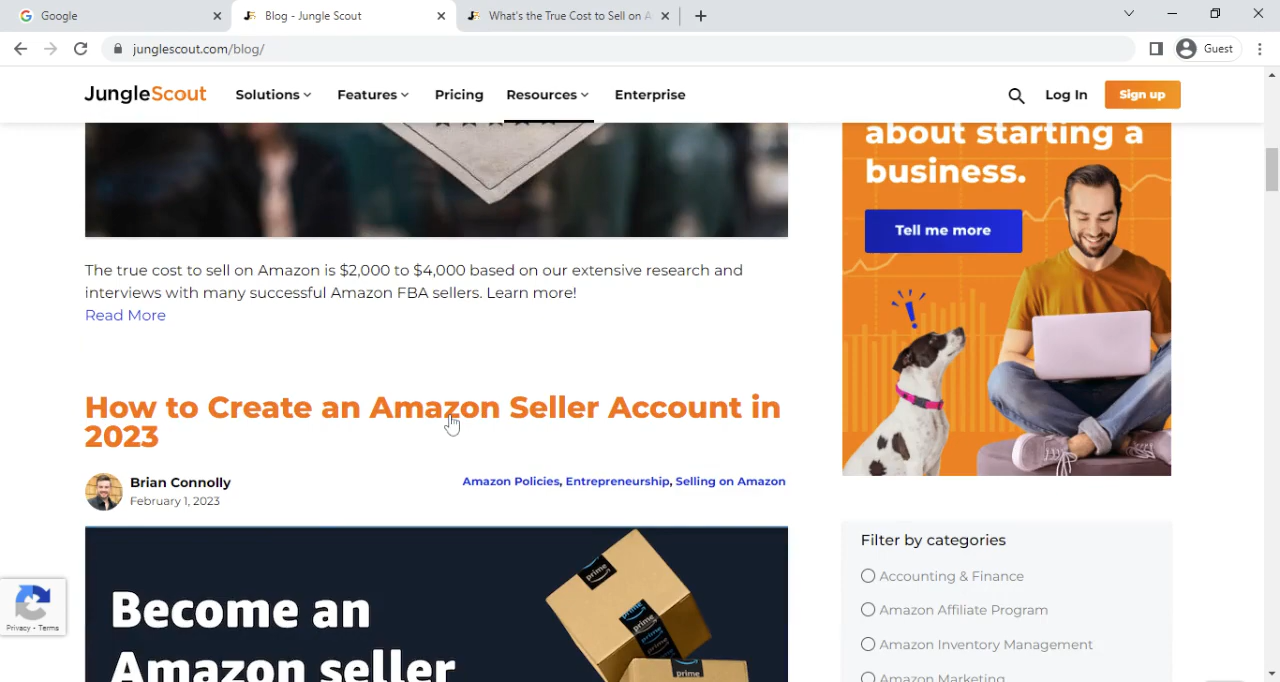 Google
Blog - Jungle Scout
What's the True Cost to Sell on A
junglescout.com/blog/
Guest
JungleScout
Solutions
Features
Pricing
Resources
Enterprise
Log In
Sign up
about starting a
business.
Tell me more
The true cost to sell on Amazon is $2,000 to $4,000 based on our extensive research and
interviews with many successful Amazon FBA sellers. Learn more!
Read More
How to Create an Amazon Seller Account in
2023
Brian Connolly
February 1, 2023
Amazon Policies, Entrepreneurship, Selling on Amazon
Become an
Amazon seller
prime
prime
prime
Filter by categories
Accounting & Finance
Amazon Affiliate Program
Amazon Inventory Management
Amazon Marketing
Privacy - Terms